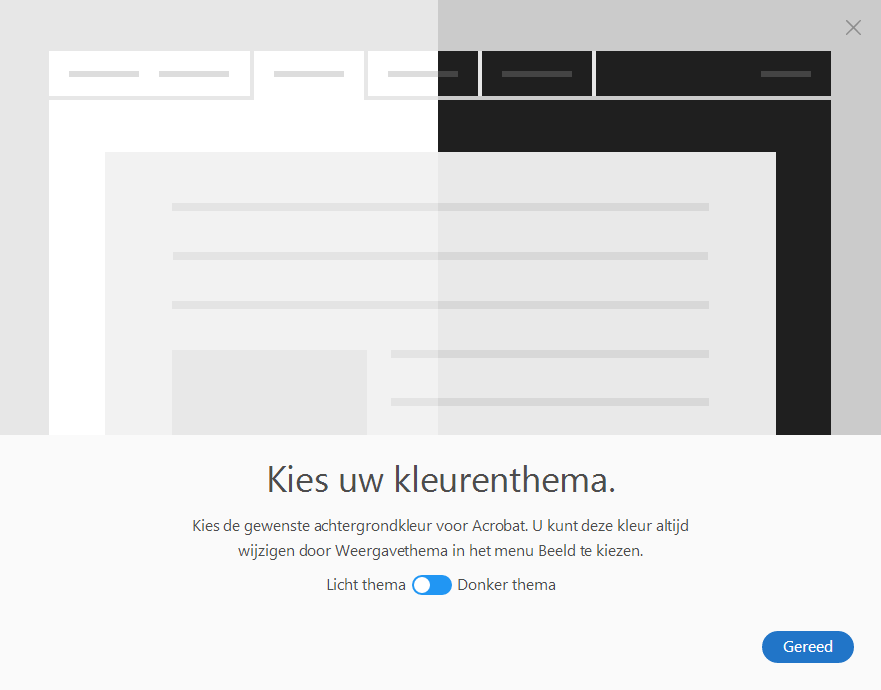 Kies uw kleurenthema.
Kies de gewenste achtergrondkleur voor Acrobat. U kunt deze kleur altijd
wijzigen door Weergavethema in het menu Beeld te kiezen.
Licht thema Donker thema
Gereed